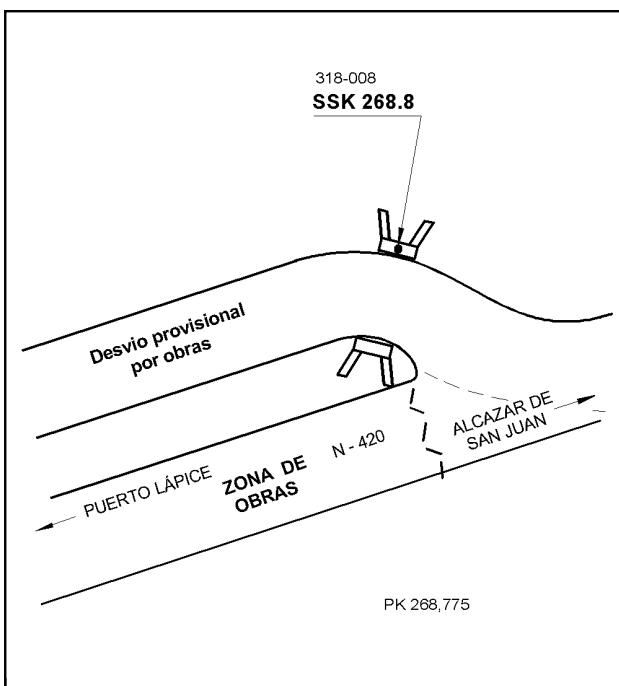 318-008
SSK 268.8
Desvio provisional
por obras
N - 420
ALCAZAR DE
SAN JUAN
PUERTO LÁPICE
ZONA DE
OBRAS
PK 268,775